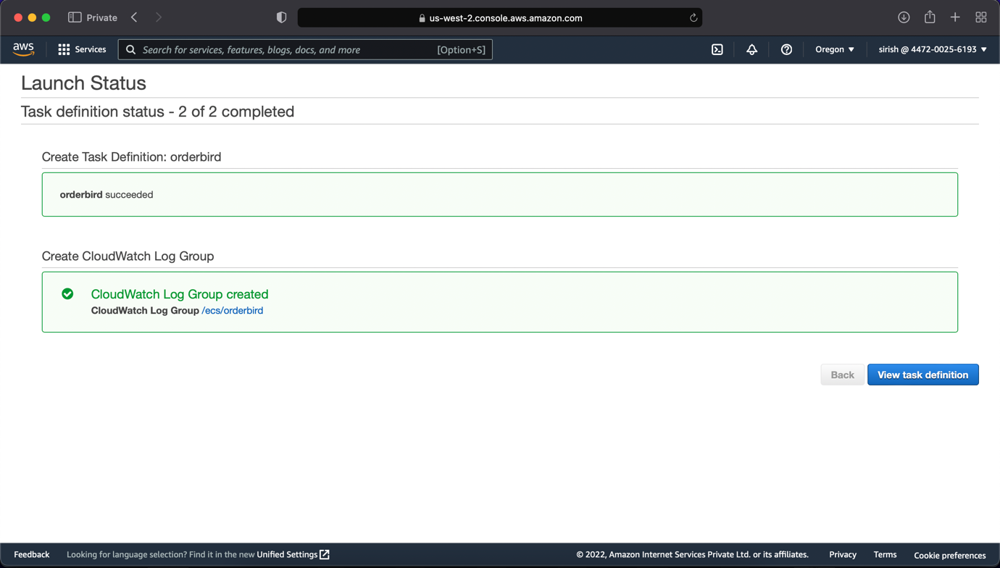 Private
us-west-2.console.aws.amazon.com
aws
Services
Search for services, features, blogs, docs, and more
[Option+S]
Oregon
sirish @ 4472-0025-6193
Launch Status
Task definition status - 2 of 2 completed
Create Task Definition: orderbird
orderbird succeeded
Create CloudWatch Log Group
CloudWatch Log Group created
CloudWatch Log Group /ecs/orderbird
Back
View task definition
Feedback
Looking for language selection? Find it in the new Unified Settings
© 2022, Amazon Internet Services Private Ltd. or its affiliates.
Privacy
Terms
Cookie preferences